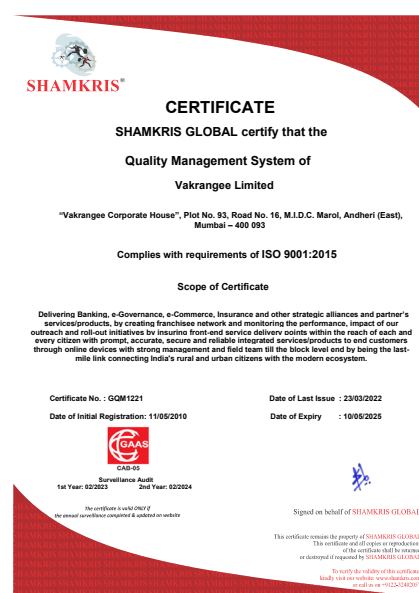 SHAMKRIS®
CERTIFICATE
SHAMKRIS GLOBAL certify that the
Quality Management System of
Vakrangee Limited
“Vakrangee Corporate House”, Plot No. 93, Road No. 16, M.I.D.C. Marol, Andheri (East),
Mumbai – 400 093
Complies with requirements of ISO 9001:2015
Scope of Certificate
Delivering Banking, e-Governance, e-Commerce, Insurance and other strategic alliances and partner’s
services/products, by creating franchisee network and monitoring the performance, impact of our
outreach and roll-out initiatives by insuring front-end service delivery points within the reach of each and
every citizen with prompt, accurate, secure and reliable integrated services/products to end customers
through online devices with strong management and field team till the block level end by being the last-
mile link connecting India's rural and urban citizens with the modern ecosystem.
Certificate No. : GQM1221
Date of Last Issue : 23/03/2022
Date of Initial Registration: 11/05/2010
Date of Expiry : 10/05/2025
GAAS
CAB-05
Surveillance Audit
1st Year: 02/2023 2nd Year: 02/2024
The certificate is valid ONLY if
the annual surveillance completed & updated on website
Signed on behalf of SHAMKRIS GLOBAL
This certificate remains the property of SHAMKRIS GLOBAL
This certificate and all copies or reproduction
of the certificate shall be returne
or destroyed if requested by SHAMKRIS GLOBAL
To verify the validity of this certificate
kindly visit our website: www.shamkris.com
or call us on +9122-